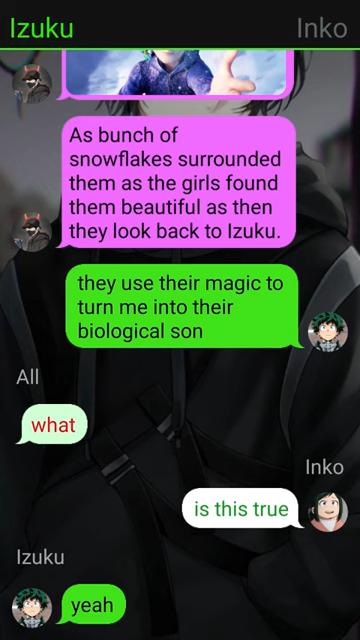 Izuku
Inko
As bunch of
snowflakes surrounded
them as the girls found
them beautiful as then
they look back to Izuku.
they use their magic to
turn me into their
biological son
All
what
Inko
is this true
Izuku
yeah